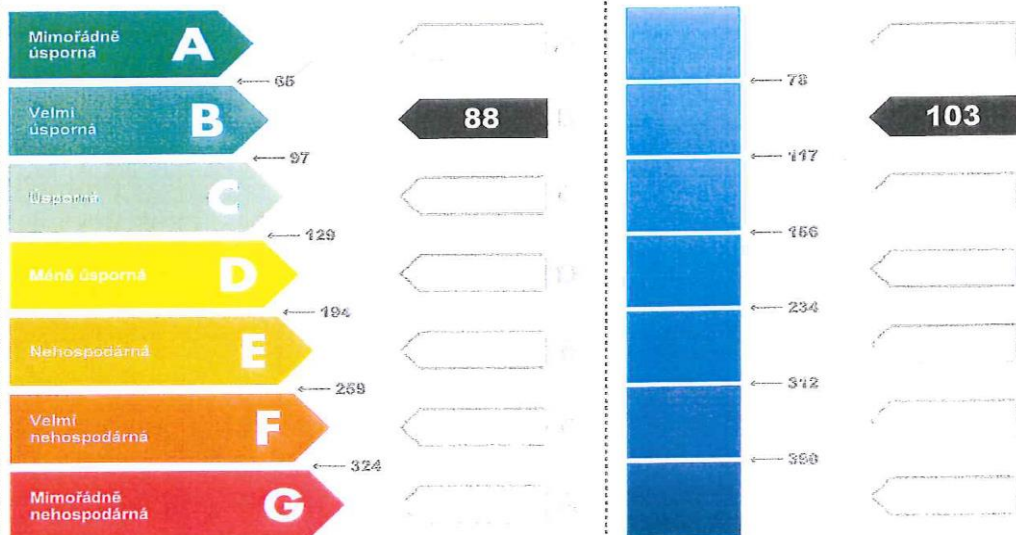 Mimořádně
úsporná
A
65
78
Velmi
úsporná
B
88
103
97
117
Úsporná
C
129
156
Méně úsporná
D
194
234
Nehospodárná
E
259
312
Velmi
nehospodárná
F
324
390
Mimořádně
nehospodárná
G